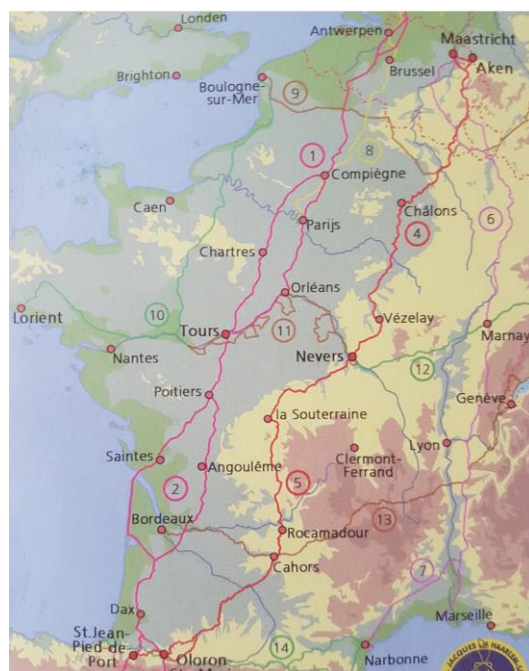 Londen
Antwerpen
Maastricht
Aken
Brighton
Brussel
Boulogne-
sur-Mer
9
1
8
Compiègne
Caen
Châlons
6
Parijs
4
Chartres
Orléans
10
Lorient
Tours
11
Vézelay
Marnay
Nantes
Nevers
12
Poitiers
Genève
la Souterraine
Saintes
Angoulême
Clermont-
Ferrand
Lyon
2
5
13
Bordeaux
Rocamadour
Cahors
7
Dax
Marseille
St.Jean-
Pied-de-
Port
Oloron
14
Narbonne